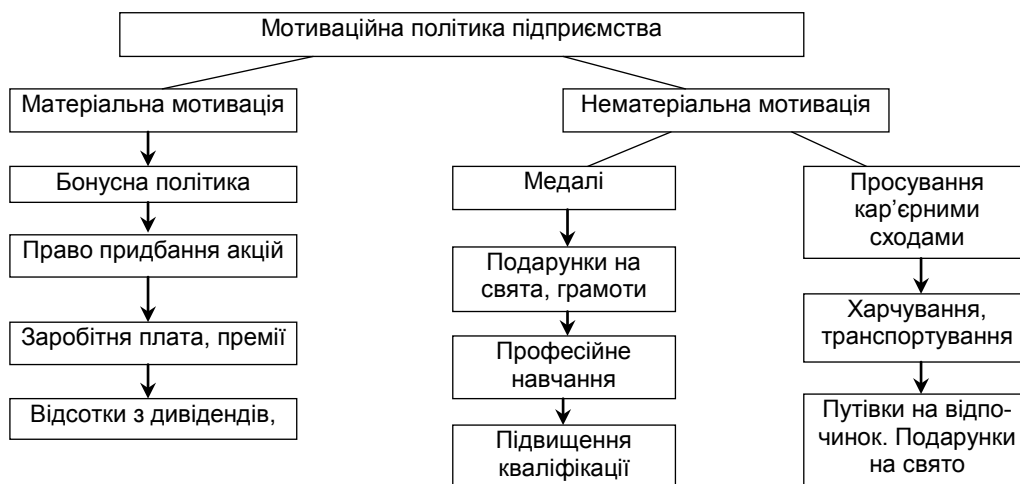 Мотиваційна політика підприємства
Матеріальна мотивація
Нематеріальна мотивація
Бонусна політика
Право придбання акцій
Заробітня плата, премії
Відсотки з дивідендів,
Медалі
Подарунки на
свята, грамоти
Професійне
навчання
Підвищення
кваліфікації
Просування
кар’єрними
сходами
Харчування,
транспортування
Путівки на відпо-
чинок. Подарунки
на свято